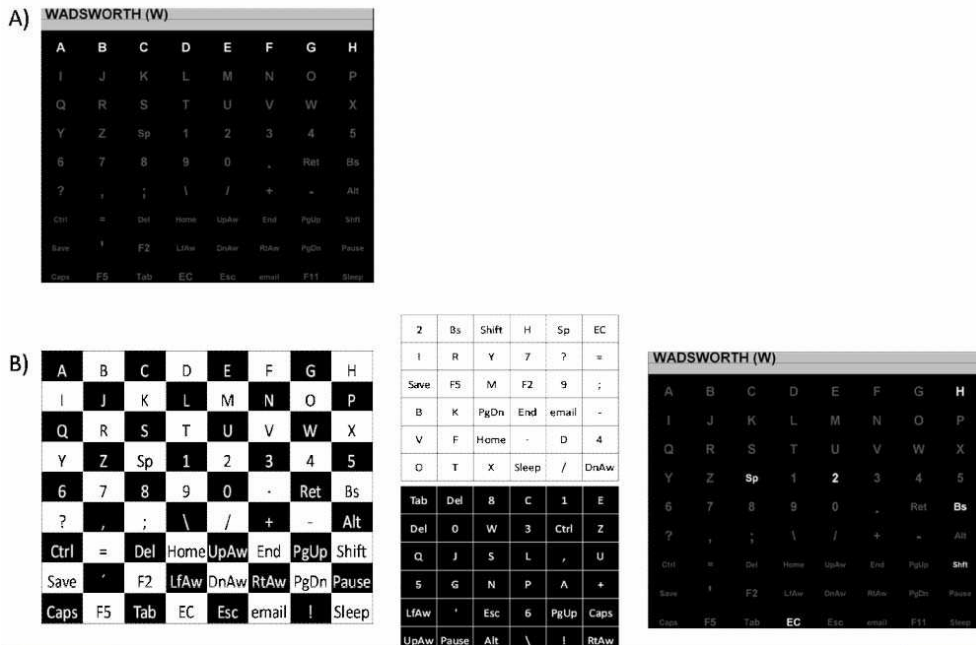 A)
WADSWORTH (W)
A B C D E F G H
I J K L M N O P
Q R S T U V W X
Y Z Sp 1 2 3 4 5
6 7 8 9 0 . Ret Bs
? , ; \ / + - Alt
Ctrl = Del Home UpAw End PgUp Shft
Save ' F2 LfAw DnAw RtAw PgDn Pause
Caps F5 Tab EC Esc email F11 Sleep
B)
A B C D E F G H
I J K L M N O P
Q R S T U V W X
Y Z Sp 1 2 3 4 5
6 7 8 9 0 . Ret Bs
? , ; \ / + - Alt
Ctrl = Del Home UpAw End PgUp Shift
Save ' F2 LfAw DnAw RtAw PgDn Pause
Caps F5 Tab EC Esc email ! Sleep
2 Bs Shift H Sp EC
I R Y 7 ? =
Save F5 M F2 9 ;
B K PgDn End email -
V F Home - D 4
O T X Sleep / DnAw
Tab Del 8 C 1 E
Del 0 W 3 Ctrl Z
Q J S L , U
5 G N P A +
LfAw ' Esc 6 PgUp Caps
UpAw Pause Alt \ ! RtAw
WADSWORTH (W)
A B C D E F G H
I J K L M N O P
Q R S T U V W X
Y Z Sp 1 2 3 4 5
6 7 8 9 0 . Ret Bs
? , ; \ / + - Alt
Ctrl = Del Home UpAw End PgUp Shft
Save ' F2 LfAw DnAw RtAw PgDn Pause
Caps F5 Tab EC Esc email F11 Sleep